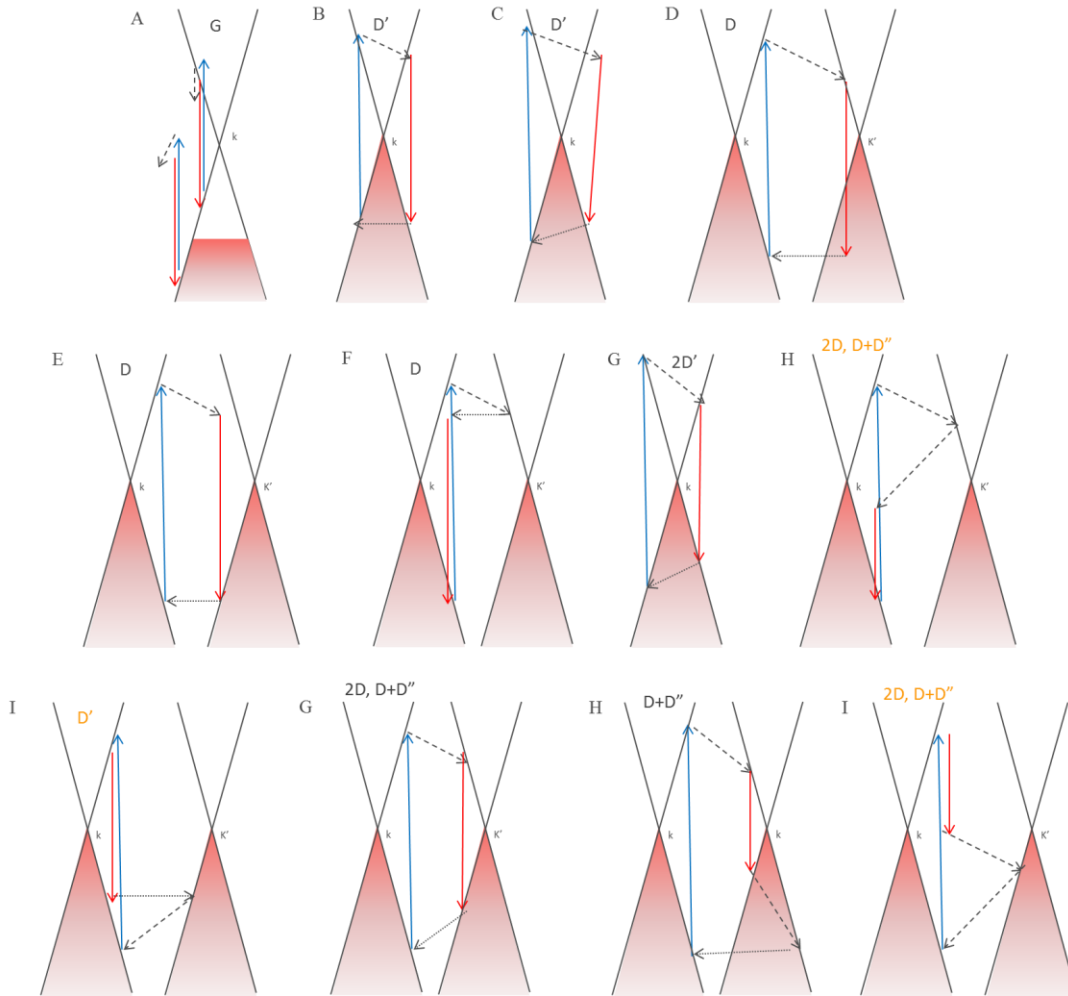 A G k
B D' k
C D' k
D D k K'
E D k K'
F D k K'
G 2D' k
H 2D, D+D" k K'
I D' k K'
G 2D, D+D" k K'
H D+D" k K'
I 2D, D+D" k K'